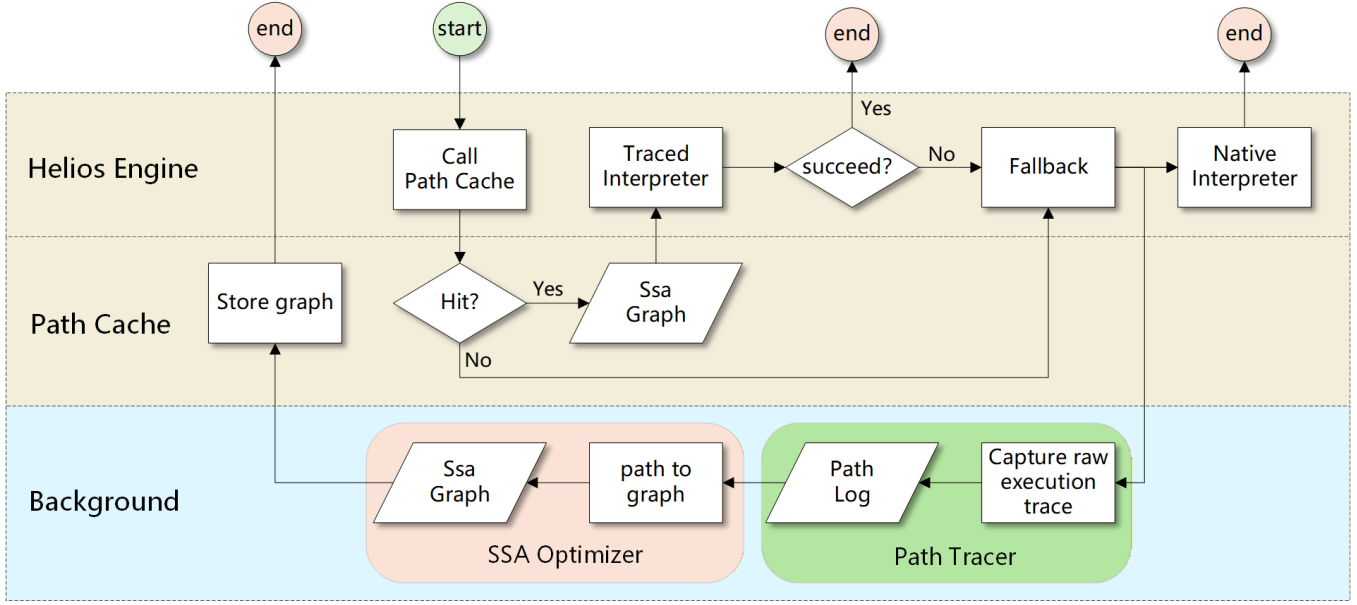 end
start
end
end
Helios Engine
Call
Path Cache
Traced
Interpreter
succeed?
Yes
No
Fallback
Native
Interpreter
Path Cache
Store graph
Hit?
Yes
No
Ssa
Graph
Background
Ssa
Graph
path to
graph
SSA Optimizer
Path
Log
Capture raw
execution
trace
Path Tracer